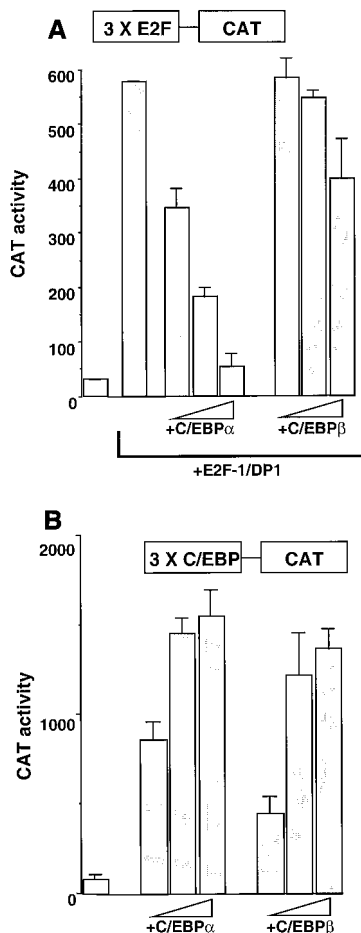 A
3 X E2F
CAT
CAT activity
600
500
400
300
200
100
0
+C/EBPα
+C/EBPβ
+E2F-1/DP1
B
3 X C/EBP
CAT
CAT activity
2000
1000
0
+C/EBPα
+C/EBPβ